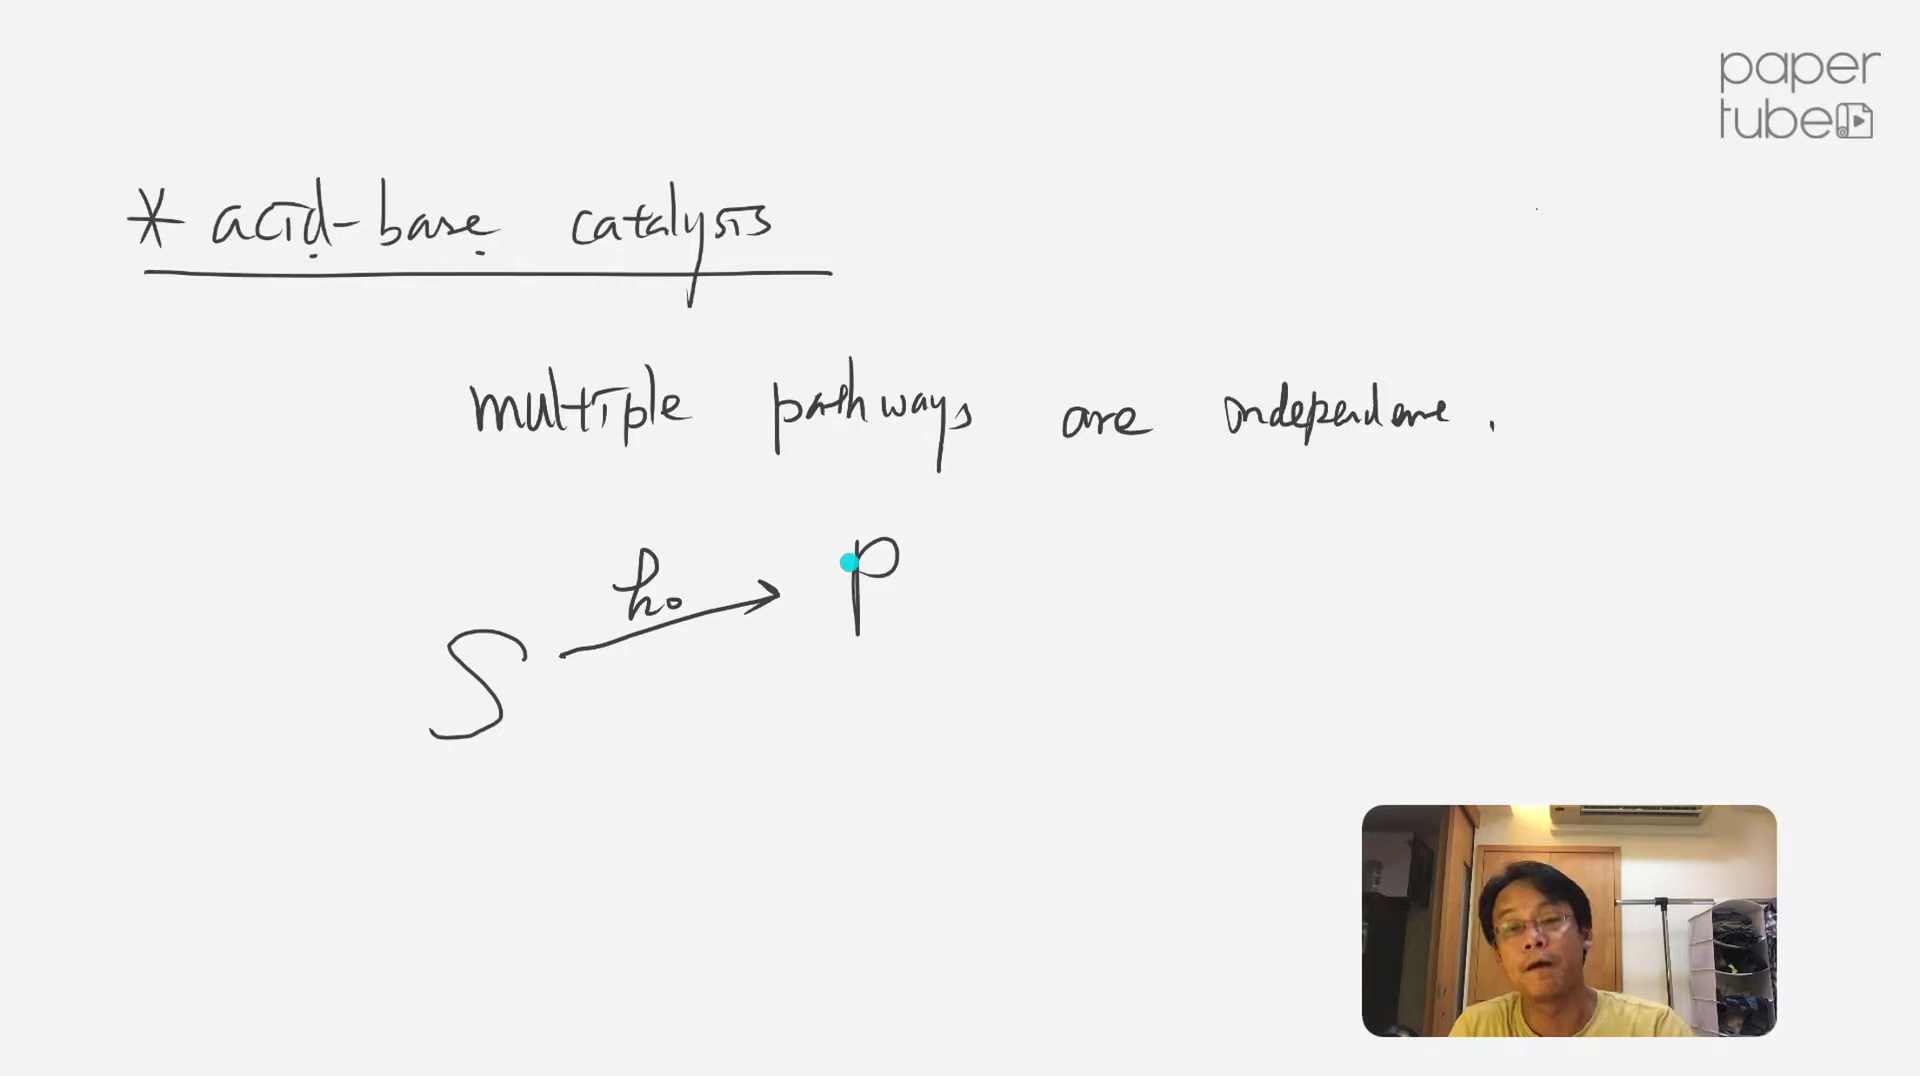 paper
tube
* acid-base catalysis
multiple pathways are independent.
k₀
S → P